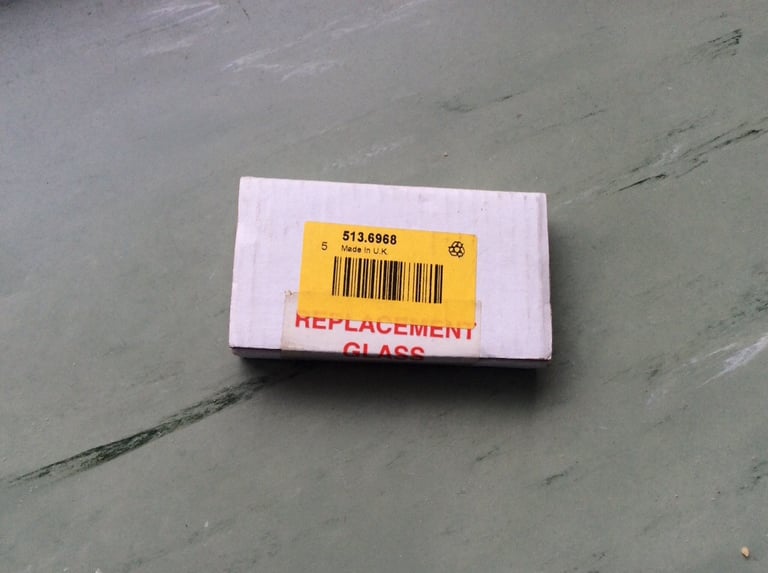 513.6968
5
Made In U.K
REPLACEMENT
GLASS